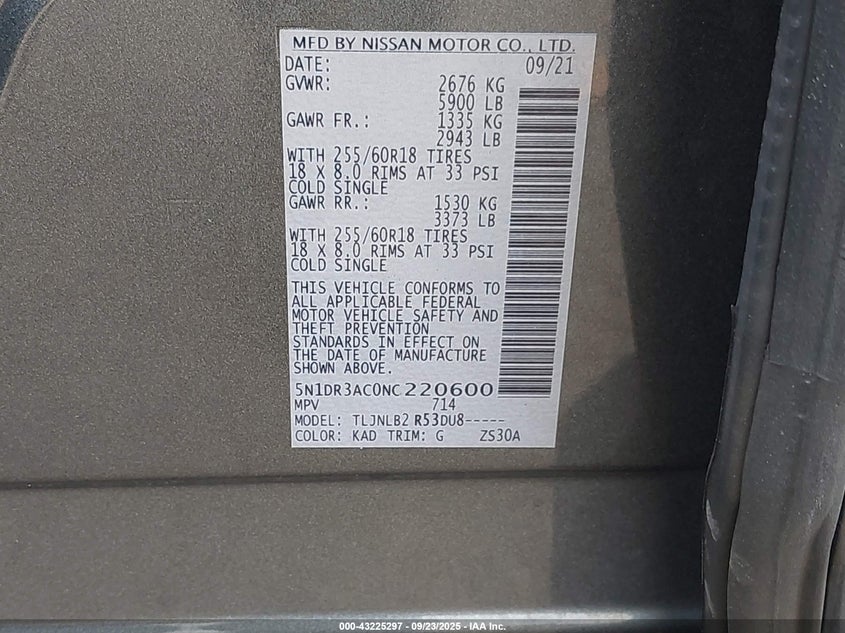 MFD BY NISSAN MOTOR CO., LTD.
DATE: 09/21
GVWR: 2676 KG
5900 LB
GAWR FR.: 1335 KG
2943 LB
WITH 255/60R18 TIRES
18 X 8.0 RIMS AT 33 PSI
COLD SINGLE
GAWR RR.: 1530 KG
3373 LB
WITH 255/60R18 TIRES
18 X 8.0 RIMS AT 33 PSI
COLD SINGLE
THIS VEHICLE CONFORMS TO
ALL APPLICABLE FEDERAL
MOTOR VEHICLE SAFETY AND
THEFT PREVENTION
STANDARDS IN EFFECT ON
THE DATE OF MANUFACTURE
SHOWN ABOVE.
5N1DR3AC0NC220600
MPV 714
MODEL: TLJNLB2 R53DU8-----
COLOR: KAD TRIM: G ZS30A
000-43225297 - 09/23/2025 - IAA Inc.